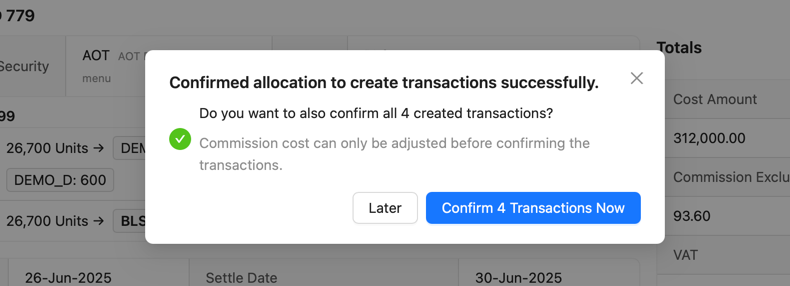 779
Security
AOT AOT
menu
Totals
Confirmed allocation to create transactions successfully.
Do you want to also confirm all 4 created transactions?
Commission cost can only be adjusted before confirming the
transactions.
Later
Confirm 4 Transactions Now
99
26,700 Units →
DEMO_D: 600
26,700 Units → BLS
Cost Amount
312,000.00
Commission Exclu
93.60
VAT
26-Jun-2025
Settle Date
30-Jun-2025